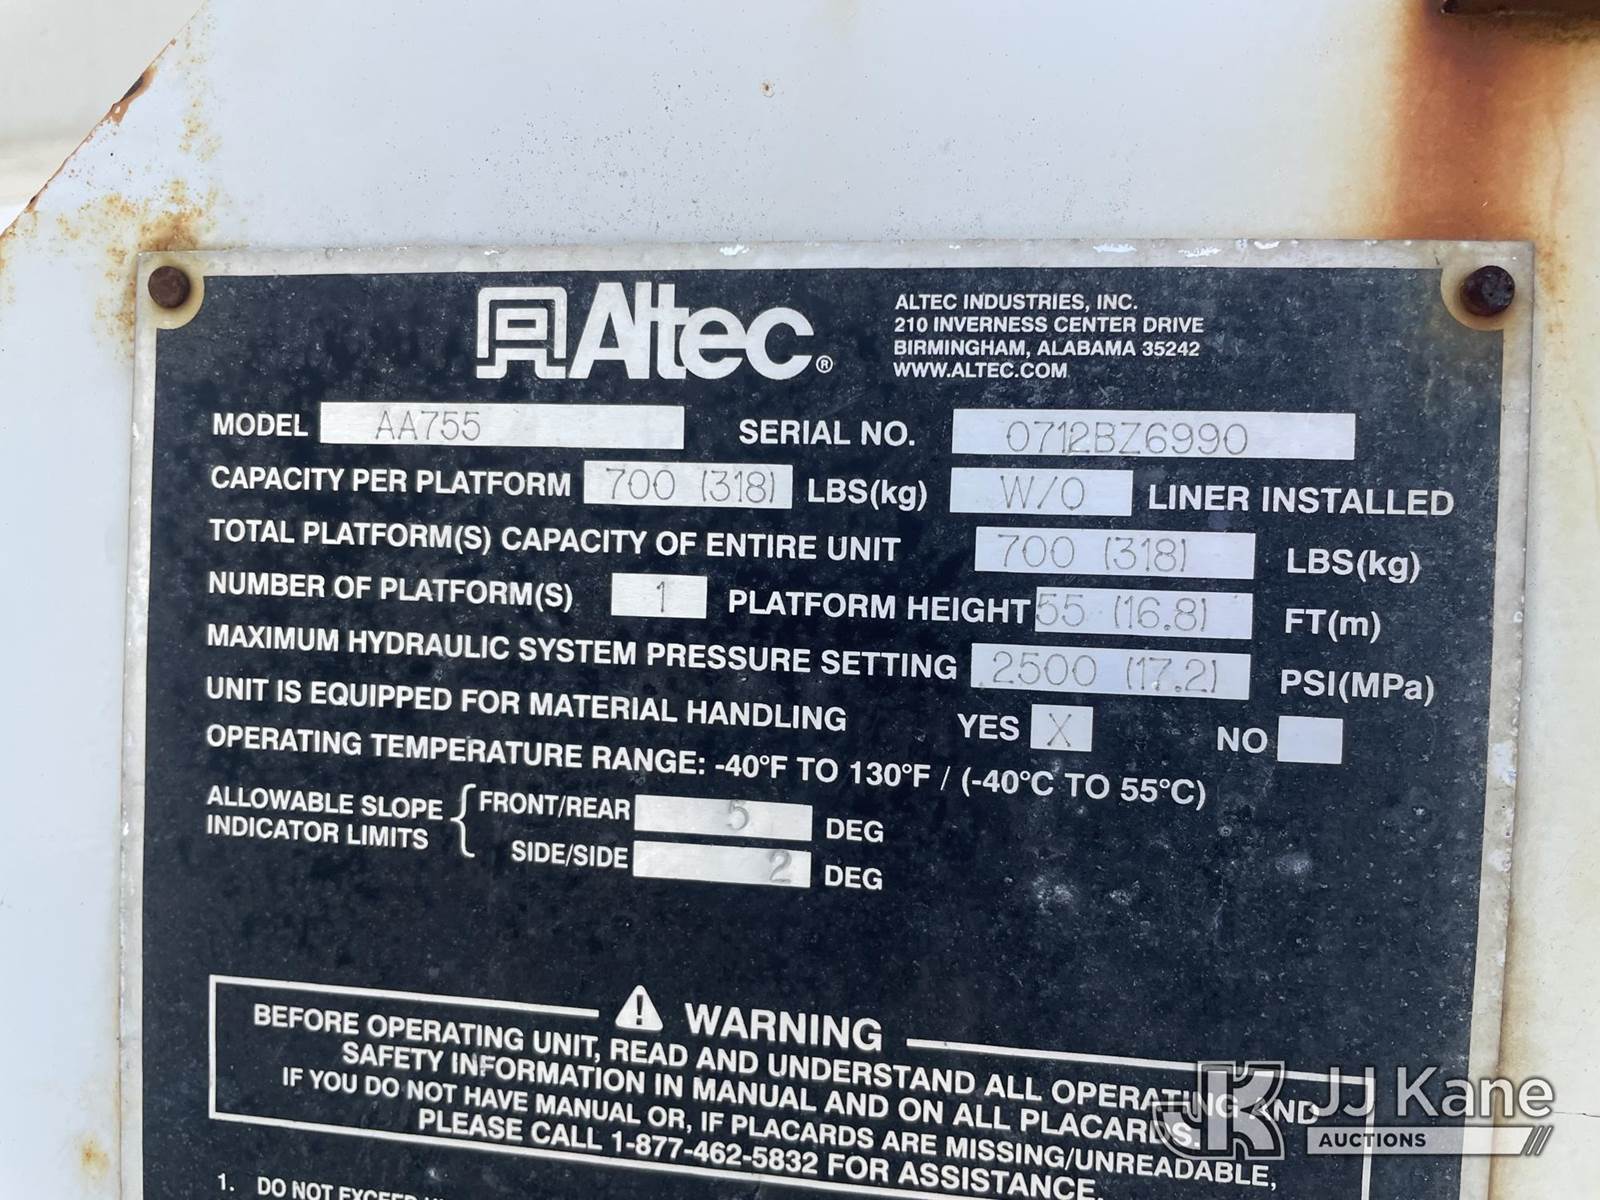 Altec®
ALTEC INDUSTRIES, INC.
210 INVERNESS CENTER DRIVE
BIRMINGHAM, ALABAMA 35242
WWW.ALTEC.COM
MODEL AA755 SERIAL NO. 0712BZ6990
CAPACITY PER PLATFORM 700 (318) LBS(kg) W/O LINER INSTALLED
TOTAL PLATFORM(S) CAPACITY OF ENTIRE UNIT 700 (318) LBS(kg)
NUMBER OF PLATFORM(S) 1 PLATFORM HEIGHT 55 (16.8) FT(m)
MAXIMUM HYDRAULIC SYSTEM PRESSURE SETTING 2500 (17.2) PSI(MPa)
UNIT IS EQUIPPED FOR MATERIAL HANDLING YES X NO
OPERATING TEMPERATURE RANGE: -40°F TO 130°F / (-40°C TO 55°C)
ALLOWABLE SLOPE INDICATOR LIMITS { FRONT/REAR 5 DEG
SIDE/SIDE 2 DEG
WARNING
BEFORE OPERATING UNIT, READ AND UNDERSTAND ALL OPERATING AND
SAFETY INFORMATION IN MANUAL AND ON ALL PLACARDS.
IF YOU DO NOT HAVE MANUAL OR, IF PLACARDS ARE MISSING/UNREADABLE,
PLEASE CALL 1-877-462-5832 FOR ASSISTANCE.
1. DO NOT EXCEED
JK JJ Kane
AUCTIONS